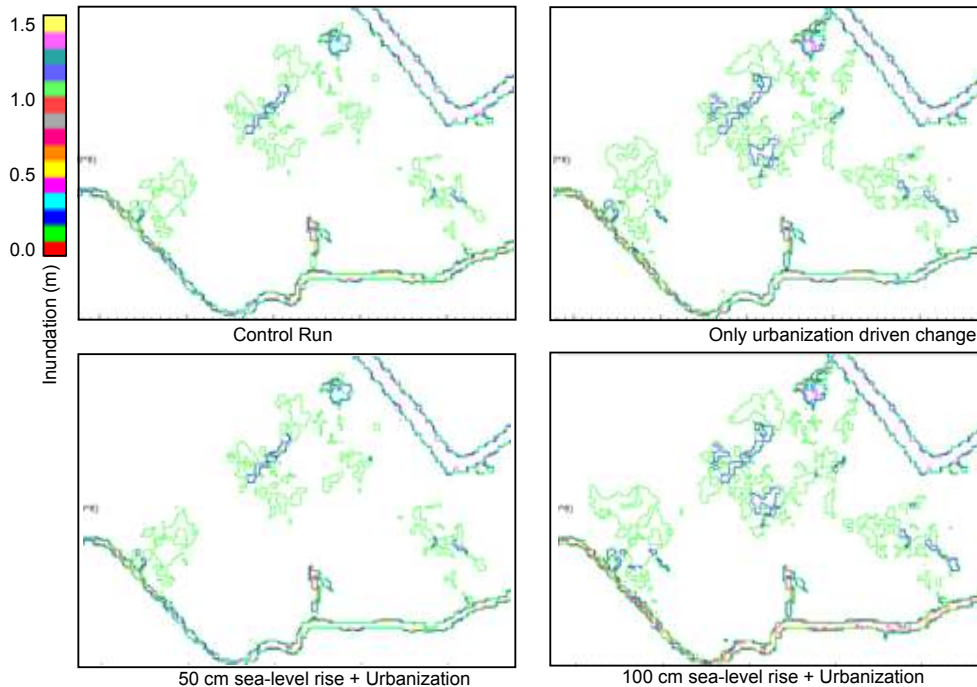 1.5
1.0
0.5
0.0
Inundation (m)
Control Run
Only urbanization driven change
50 cm sea-level rise + Urbanization
100 cm sea-level rise + Urbanization